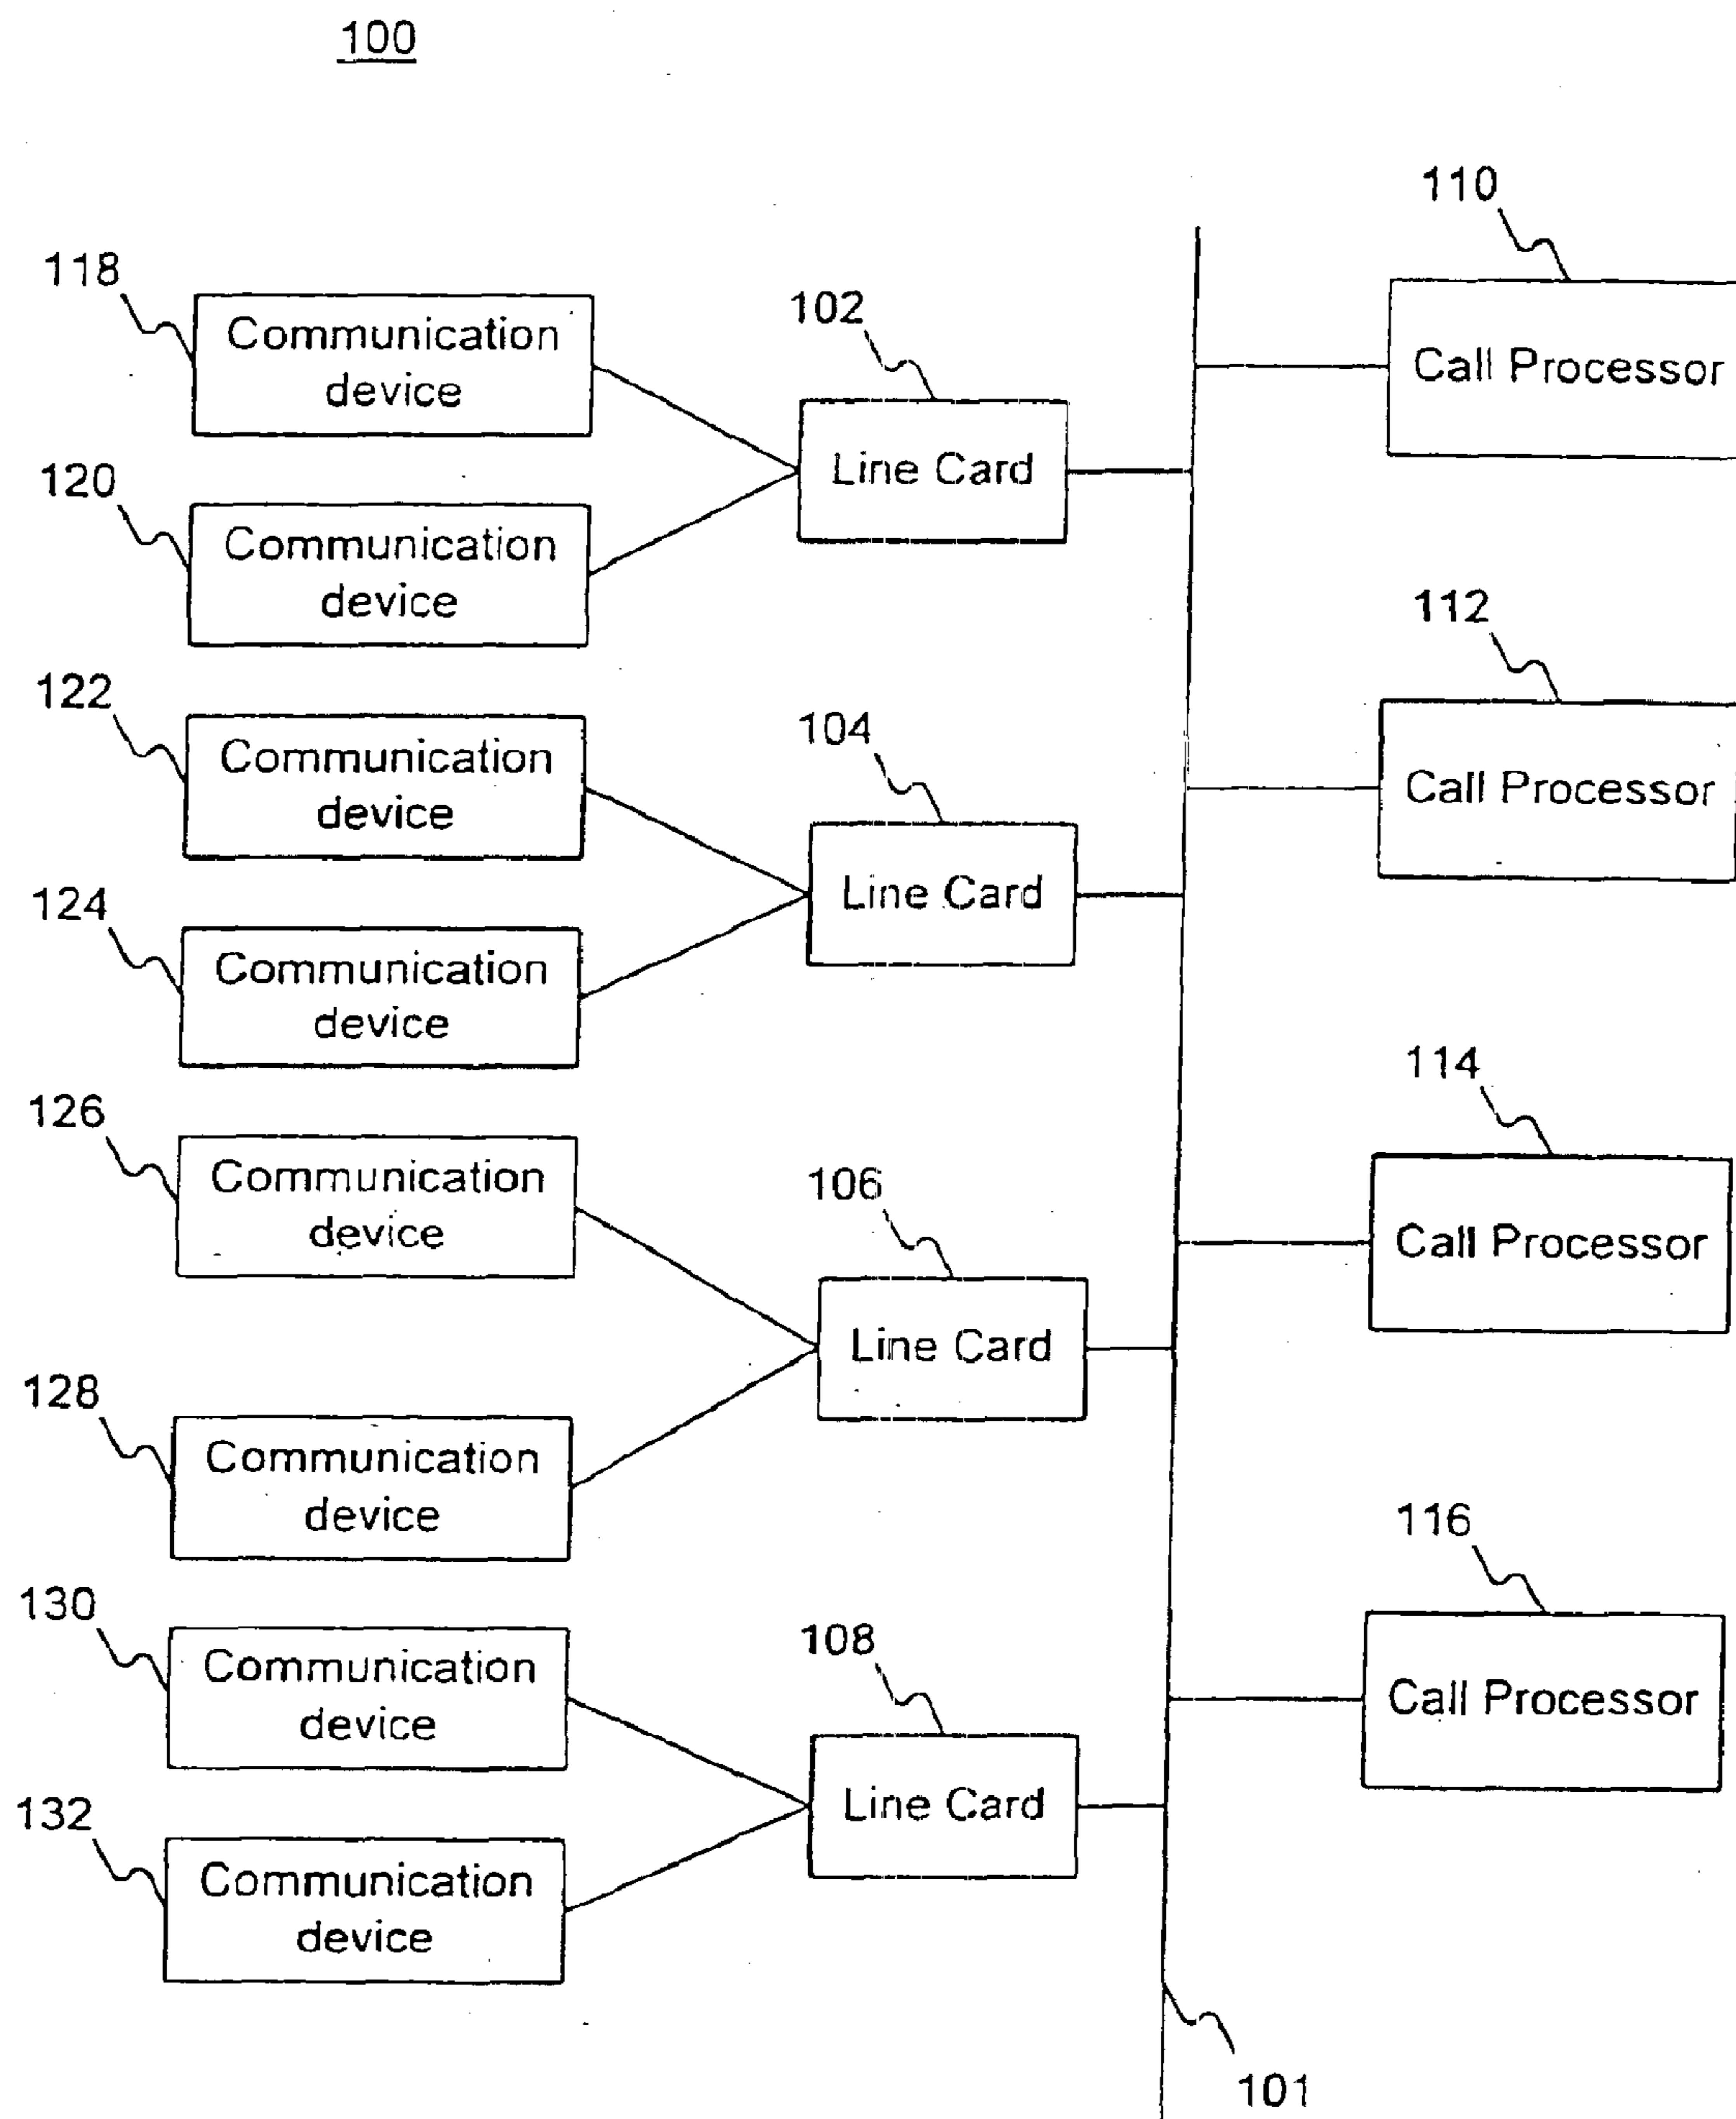 100
110
Call Processor
118
Communication
device
102
Line Card
120
Communication
device
112
Call Processor
122
Communication
device
104
Line Card
124
Communication
device
114
Call Processor
126
Communication
device
106
Line Card
128
Communication
device
116
Call Processor
130
Communication
device
108
Line Card
132
Communication
device
101